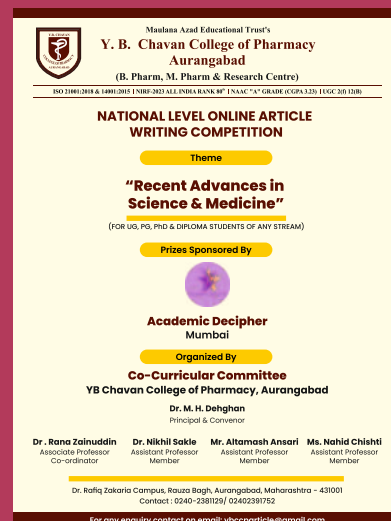 Maulana Azad Educational Trust's
Y. B. Chavan College of Pharmacy
Aurangabad
(B. Pharm, M. Pharm & Research Centre)
ISO 21001:2018 & 14001:2015 | NIRF-2023 ALL INDIA RANK 80th | NAAC "A" GRADE (CGPA 3.23) | UGC 2(f) 12(B)
NATIONAL LEVEL ONLINE ARTICLE
WRITING COMPETITION
Theme
“Recent Advances in
Science & Medicine”
(FOR UG, PG, PhD & DIPLOMA STUDENTS OF ANY STREAM)
Prizes Sponsored By
Academic Decipher
Mumbai
Organized By
Co-Curricular Committee
YB Chavan College of Pharmacy, Aurangabad
Dr. M. H. Dehghan
Principal & Convenor
Dr . Rana Zainuddin Dr. Nikhil Sakle Mr. Altamash Ansari Ms. Nahid Chishti
Associate Professor Assistant Professor Assistant Professor Assistant Professor
Co-ordinator Member Member Member
Dr. Rafiq Zakaria Campus, Rauza Bagh, Aurangabad, Maharashtra - 431001
Contact : 0240-2381129/ 02402391752
For any enquiry contact on email: ybccparticle@gmail.com